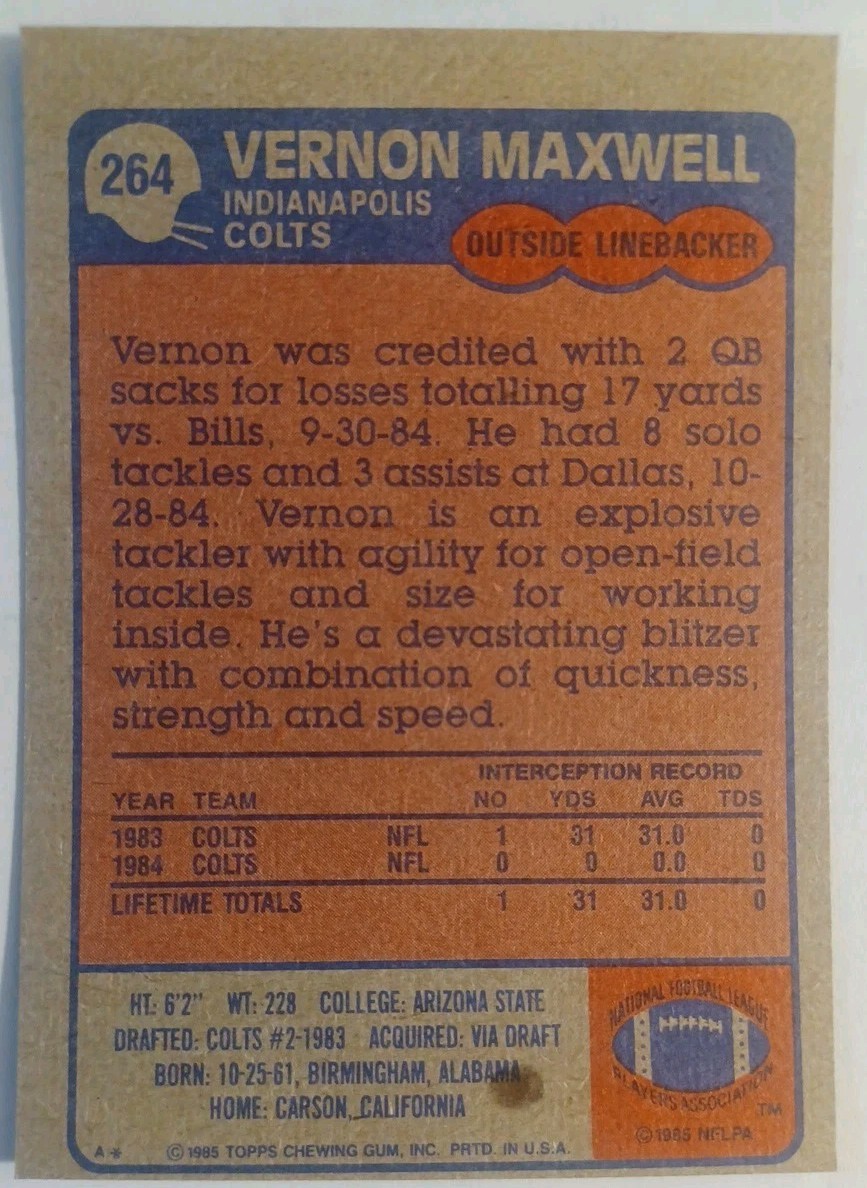 264
VERNON MAXWELL
INDIANAPOLIS
COLTS
OUTSIDE LINEBACKER
Vernon was credited with 2 QB
sacks for losses totalling 17 yards
vs. Bills, 9-30-84. He had 8 solo
tackles and 3 assists at Dallas, 10-
28-84. Vernon is an explosive
tackler with agility for open-field
tackles and size for working
inside. He's a devastating blitzer
with combination of quickness,
strength and speed.
INTERCEPTION RECORD
YEAR TEAM NO YDS AVG TDS
1983 COLTS NFL 1 31 31.0 0
1984 COLTS NFL 0 0 0.0 0
LIFETIME TOTALS 1 31 31.0 0
HT: 6'2" WT: 228 COLLEGE: ARIZONA STATE
DRAFTED: COLTS #2-1983 ACQUIRED: VIA DRAFT
BORN: 10-25-61, BIRMINGHAM, ALABAMA
HOME: CARSON, CALIFORNIA
NATIONAL FOOTBALL LEAGUE
PLAYERS ASSOCIATION
TM
©1985 NFLPA
A* ©1985 TOPPS CHEWING GUM, INC. PRTD. IN U.S.A.